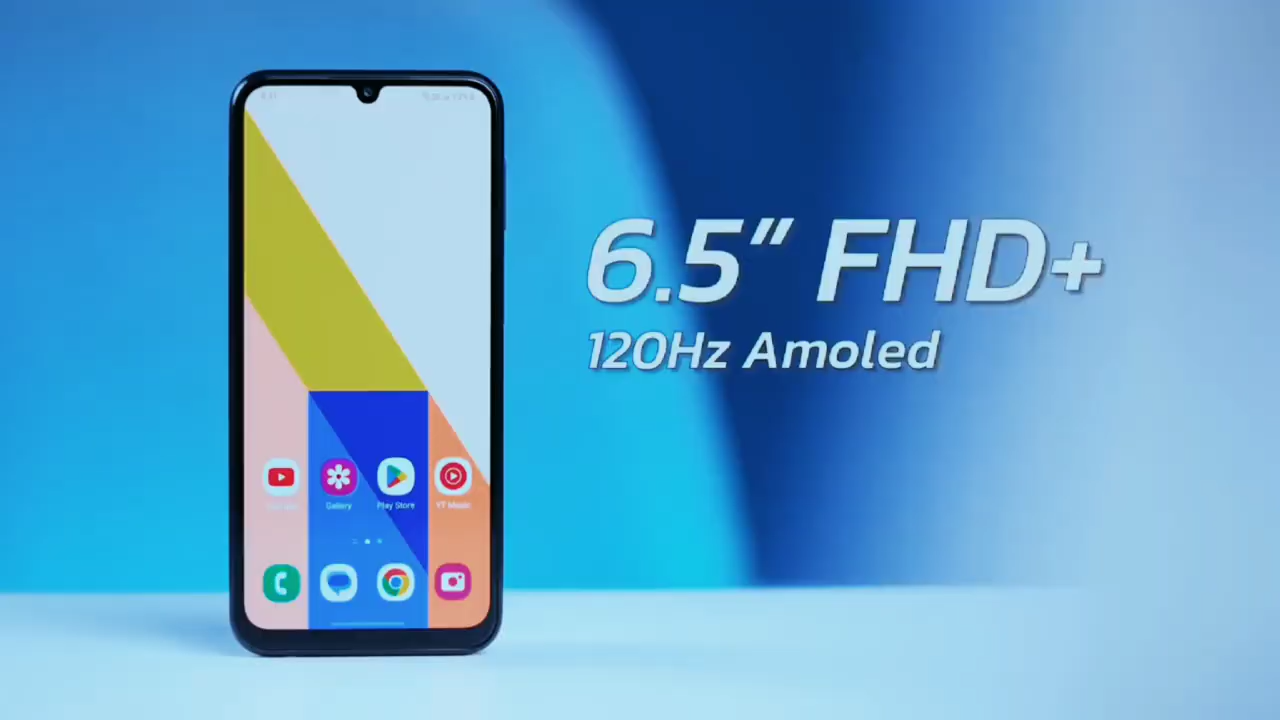 6.5" FHD+
120Hz Amoled
Gallery
Play Store
YT Music